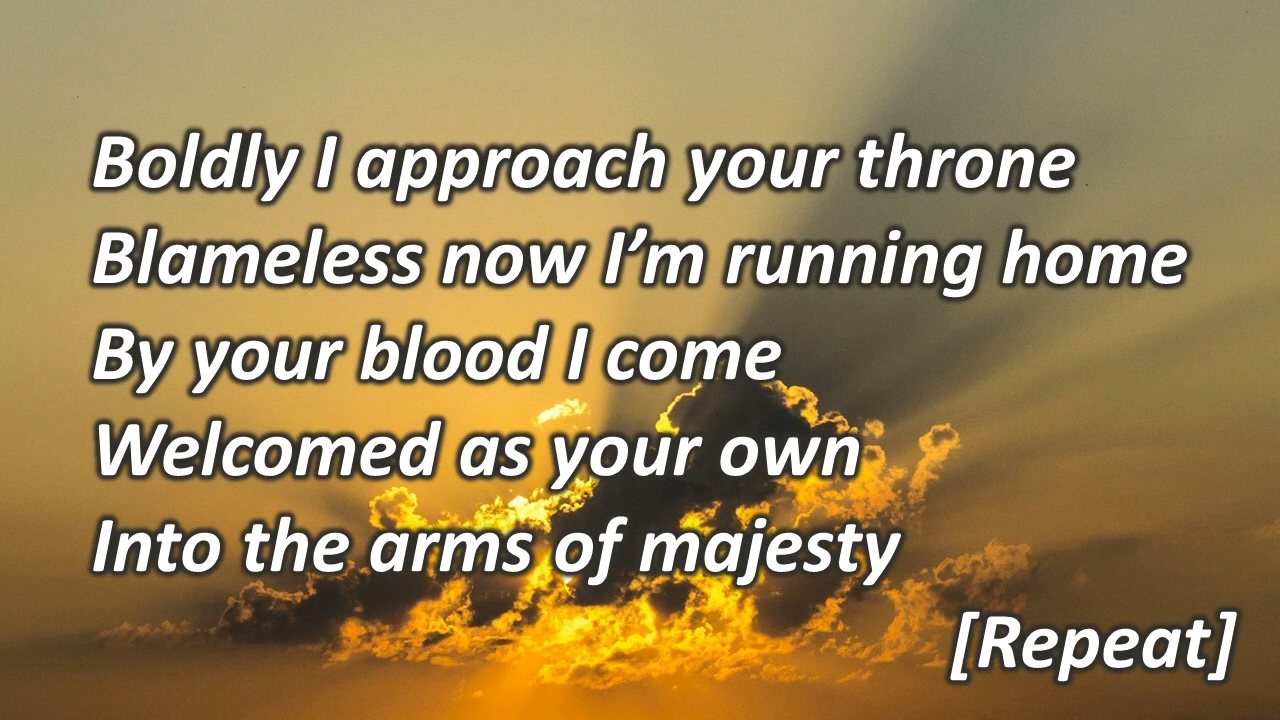 Boldly I approach your throne
Blameless now I’m running home
By your blood I come
Welcomed as your own
Into the arms of majesty
[Repeat]